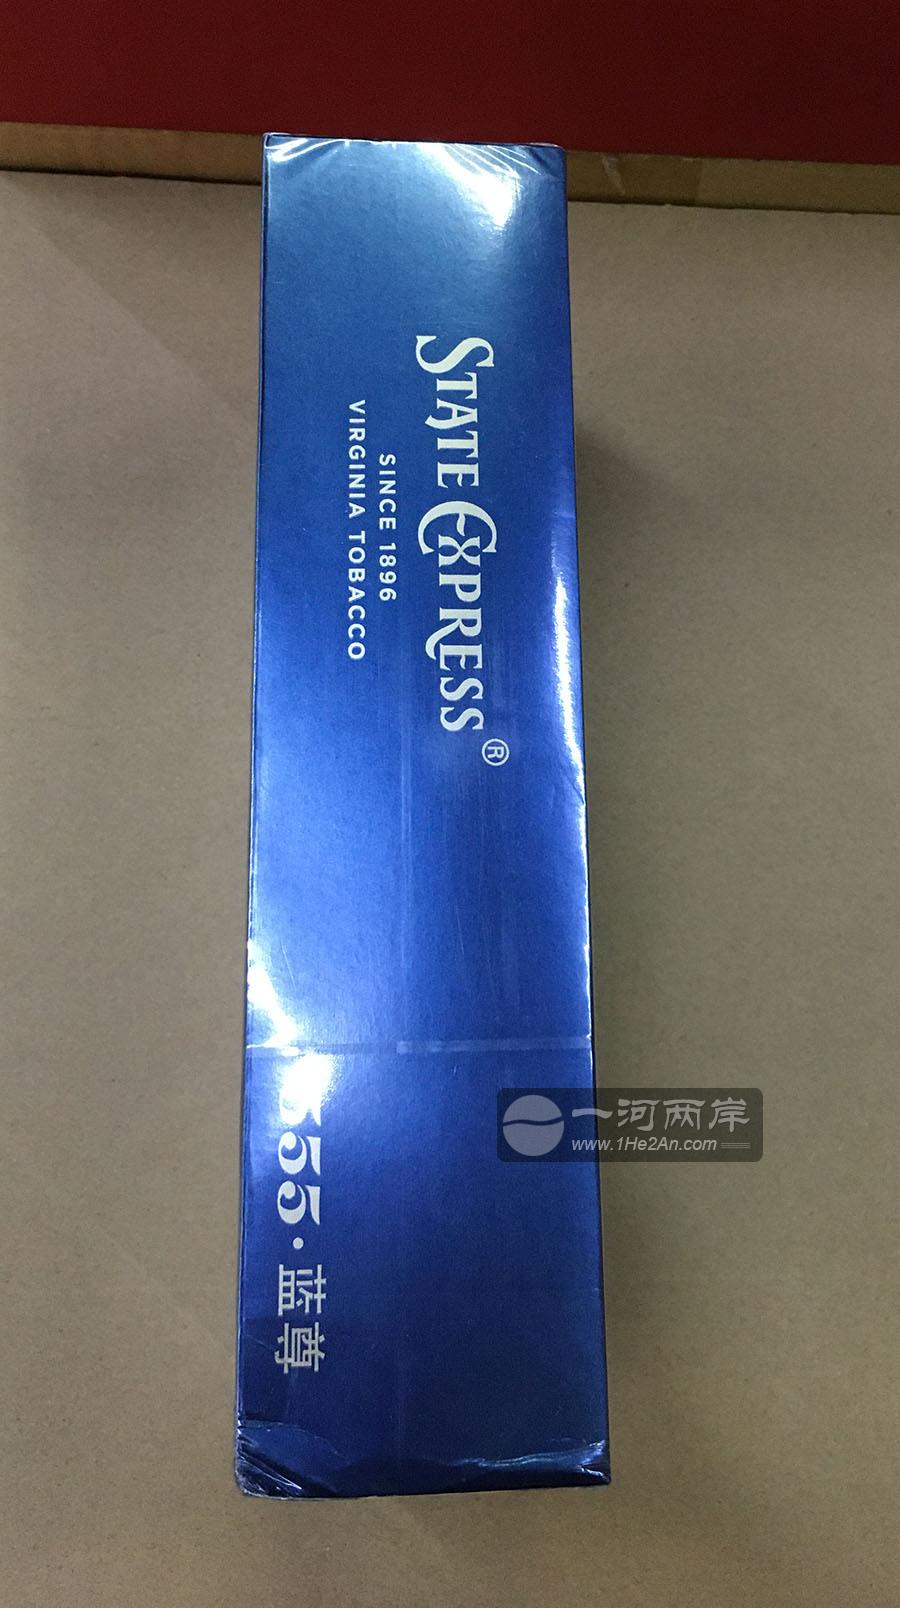 STATE EXPRESS®
SINCE 1896
VIRGINIA TOBACCO
555·蓝尊
一河两岸
www.1He2An.com